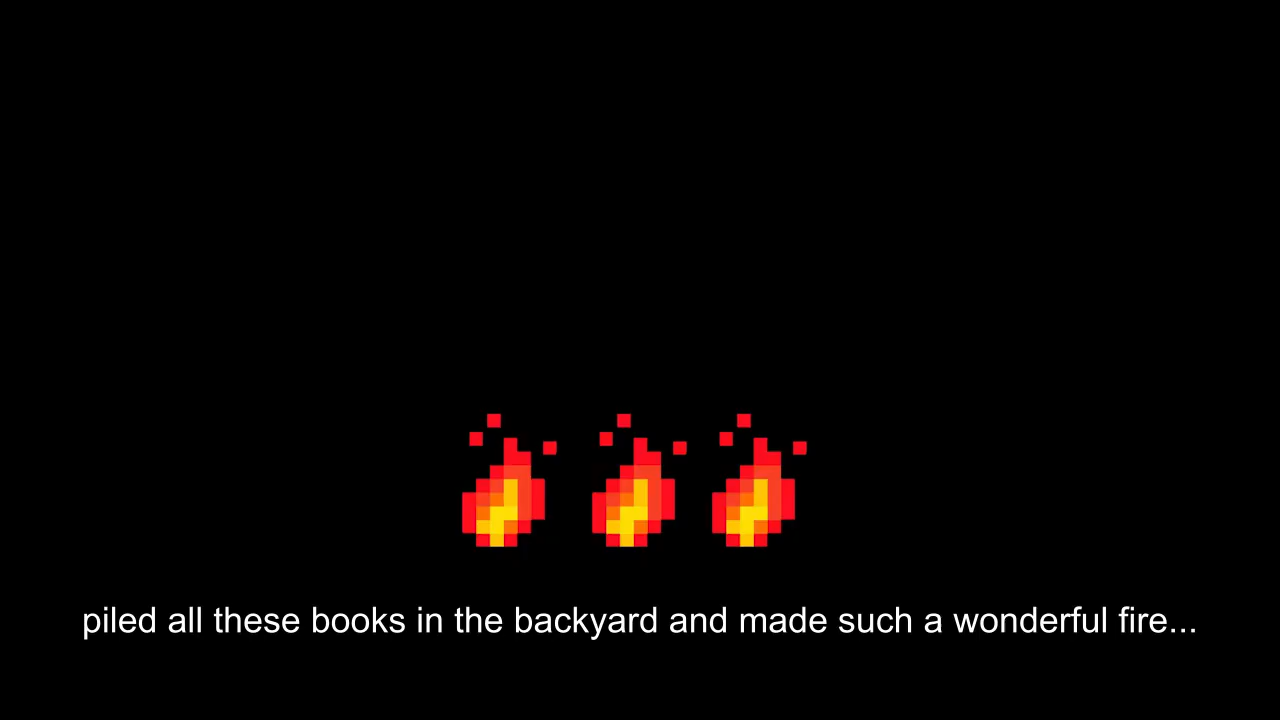 piled all these books in the backyard and made such a wonderful fire...